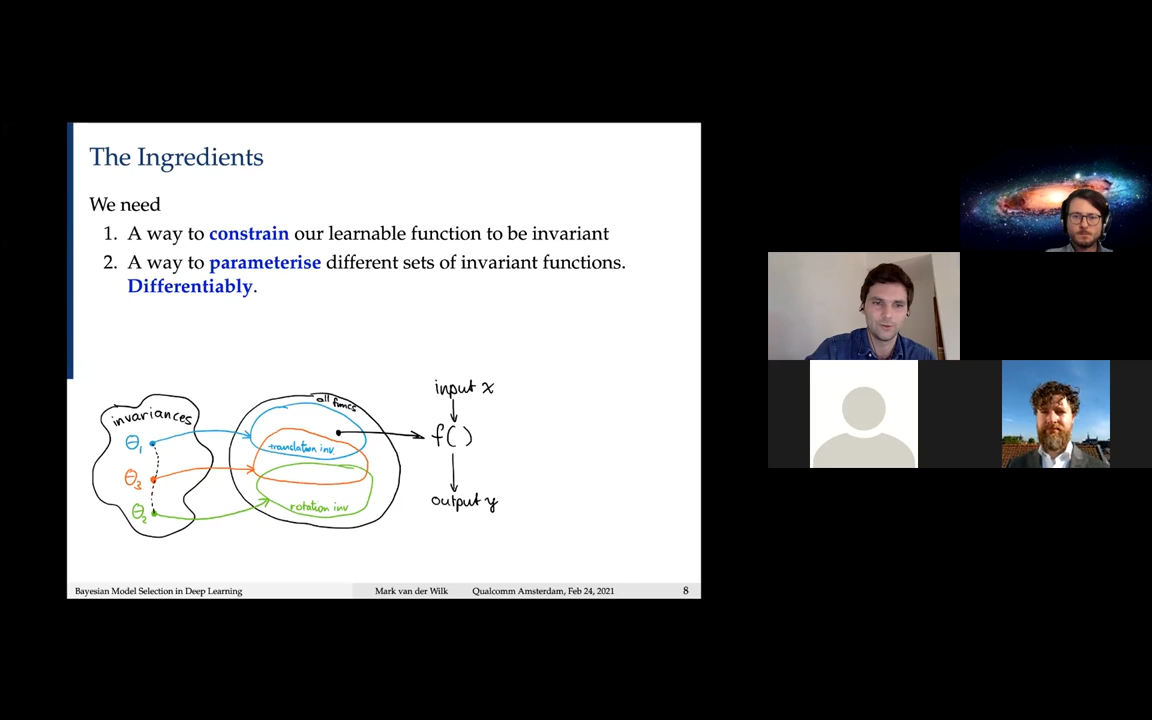 The Ingredients
We need
1. A way to constrain our learnable function to be invariant
2. A way to parameterise different sets of invariant functions.
Differentiably.
invariances
θ1
θ3
θ2
all funcs
translation inv
rotation inv
input x
f()
output y
Bayesian Model Selection in Deep Learning Mark van der Wilk Qualcomm Amsterdam, Feb 24, 2021 8